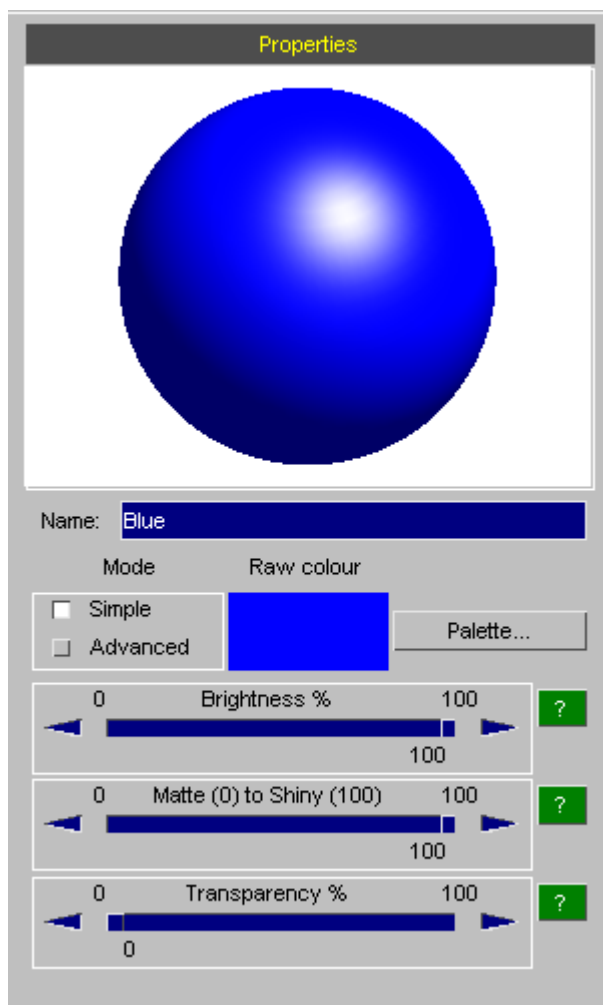 Properties
Name: Blue
Mode Raw colour
Simple
Advanced
Palette...
0 Brightness % 100
?
100
0 Matte (0) to Shiny (100) 100
?
100
0 Transparency % 100
?
0